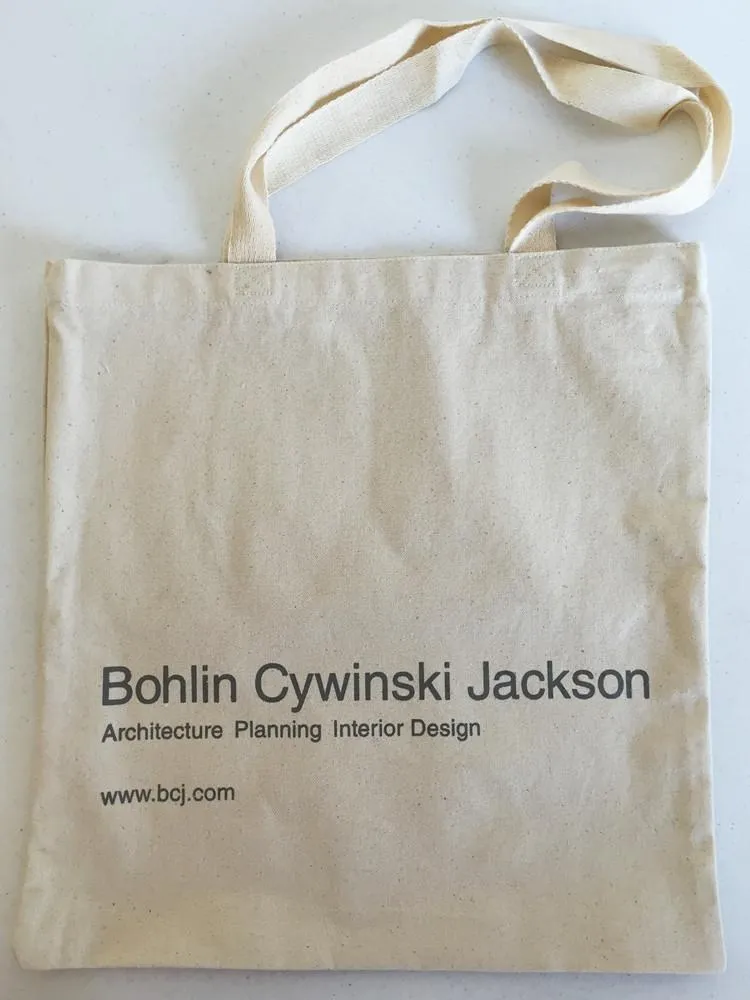 Bohlin Cywinski Jackson
Architecture Planning Interior Design
www.bcj.com